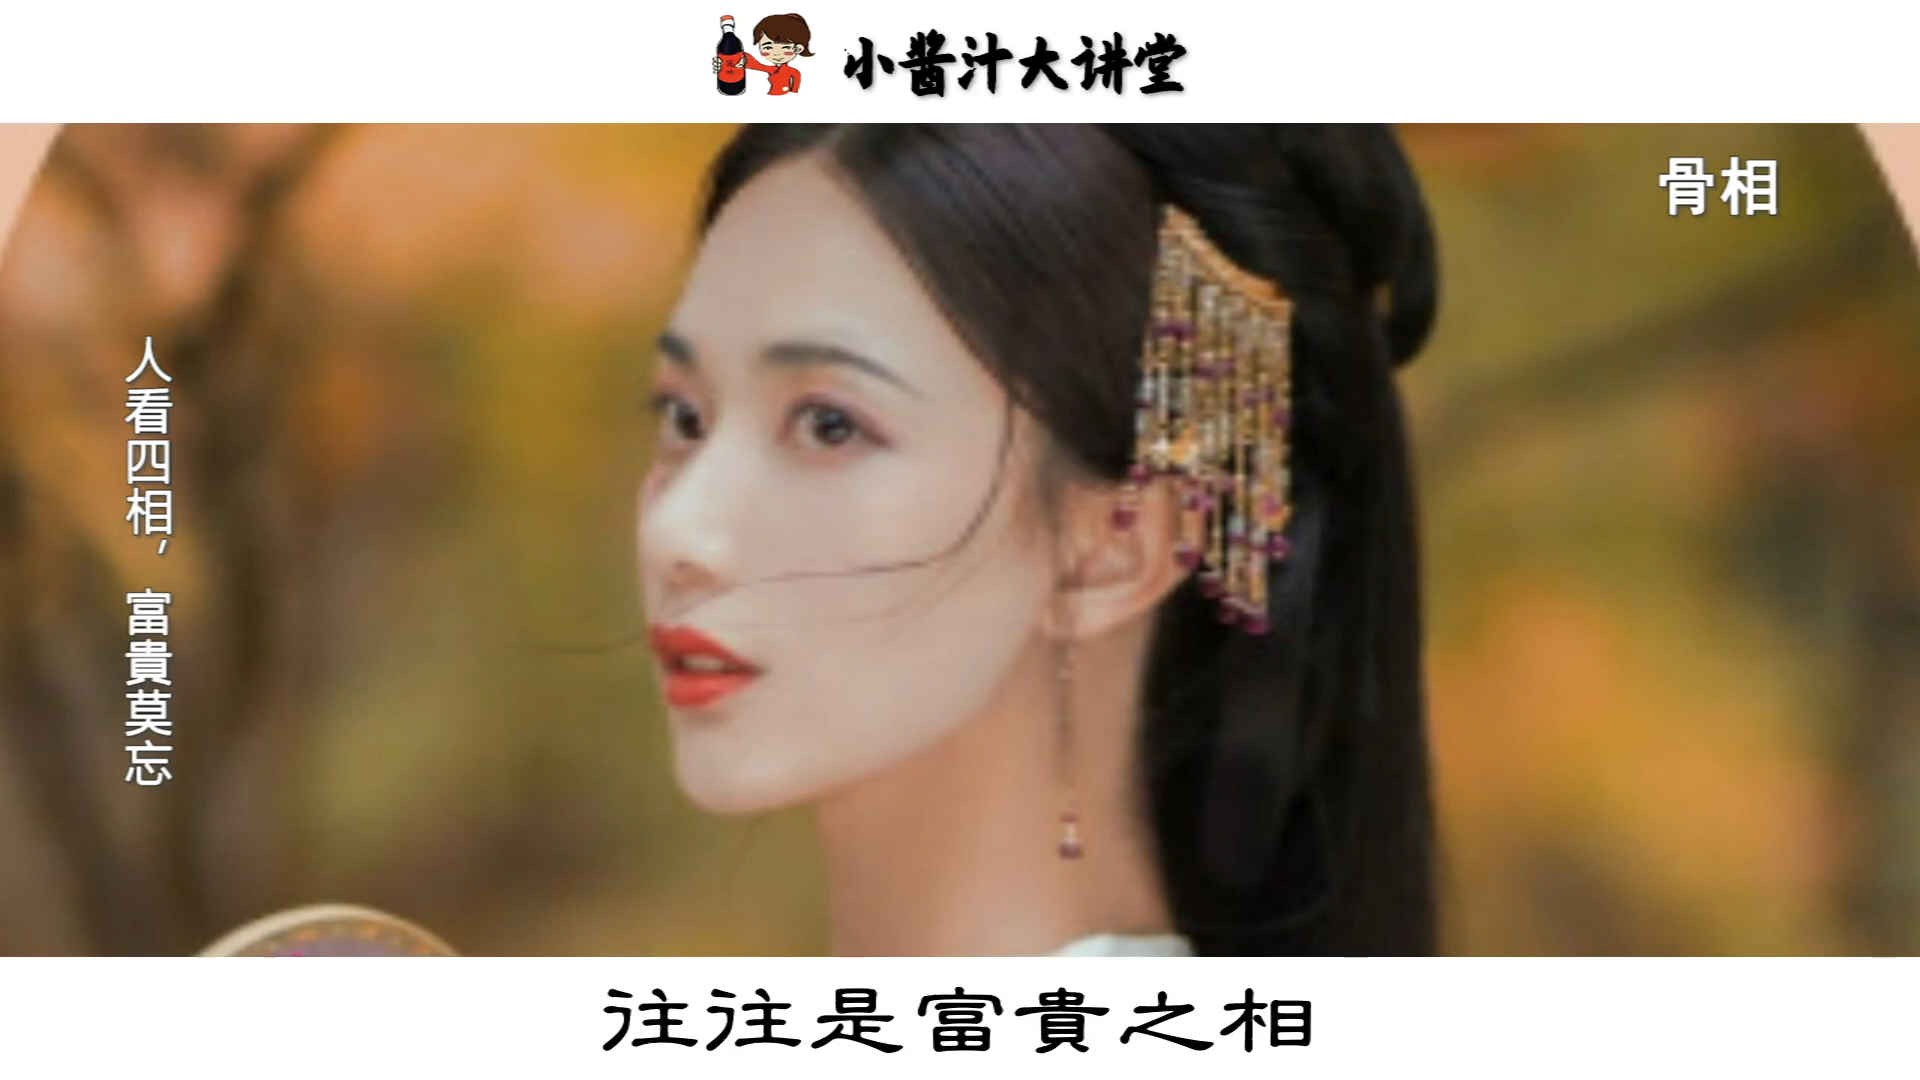 小酱汁大讲堂
骨相
人看四相，富貴莫忘
往往是富貴之相